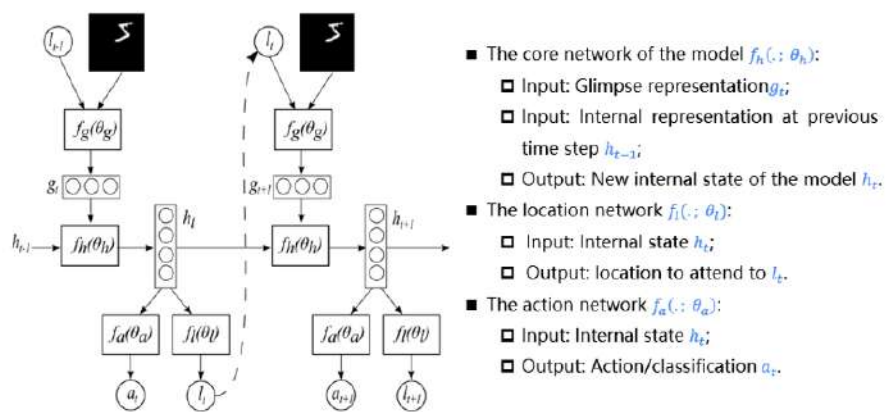 l_{t-1}
l_t
f_g(θ_g)
f_g(θ_g)
g_t
g_{t+1}
h_t
h_{t+1}
h_{t-1}
f_h(θ_h)
f_h(θ_h)
f_a(θ_a)
f_l(θ_l)
f_a(θ_a)
f_l(θ_l)
a_t
l_t
a_{t+1}
l_{t+1}
■ The core network of the model f_h(.; θ_h):
❑ Input: Glimpse representation g_t;
❑ Input: Internal representation at previous
time step h_{t-1};
❑ Output: New internal state of the model h_t.
■ The location network f_l(.; θ_l):
❑ Input: Internal state h_t;
❑ Output: location to attend to l_t.
■ The action network f_a(.; θ_a):
❑ Input: Internal state h_t;
❑ Output: Action/classification a_t.